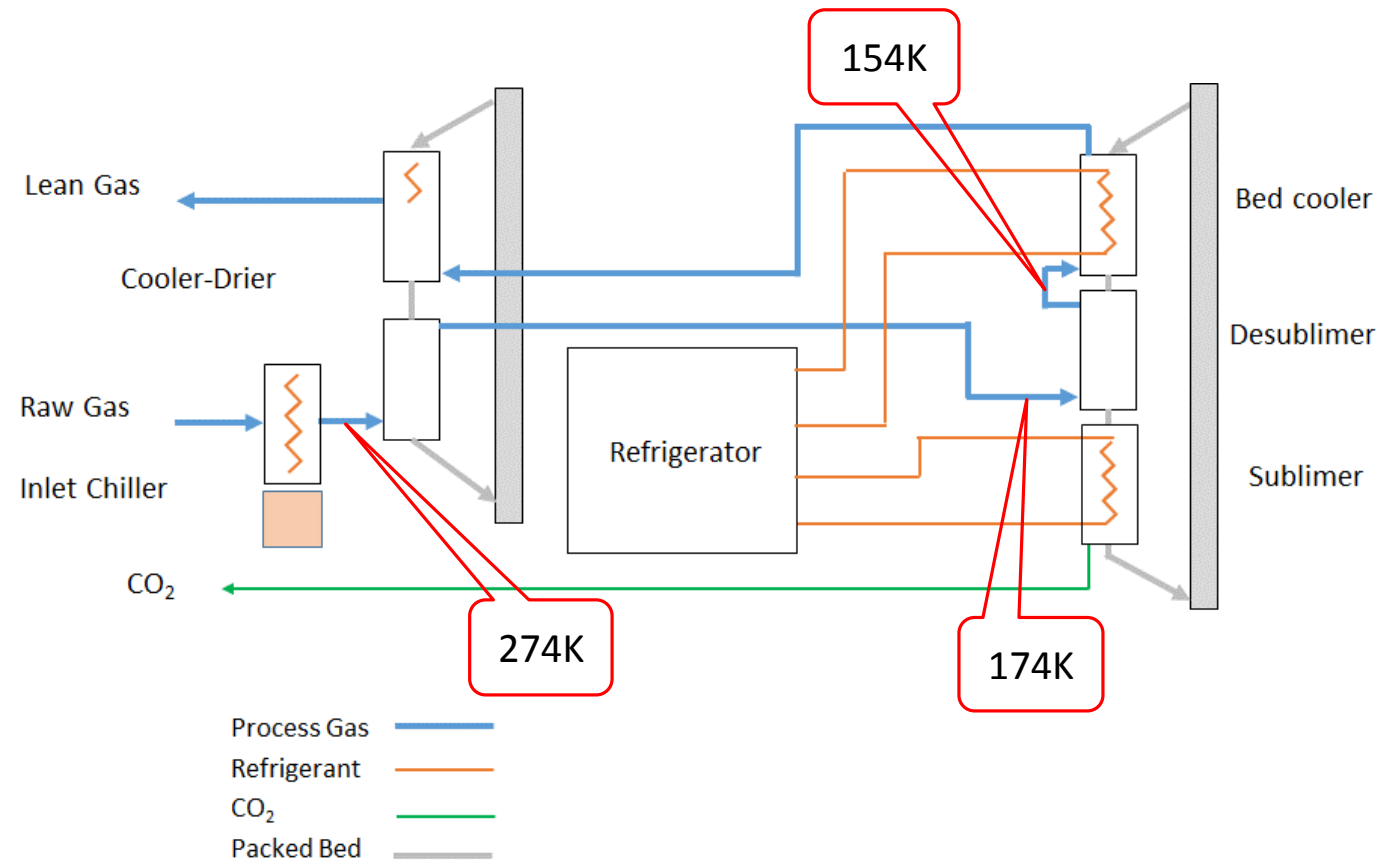 154K
Lean Gas
Bed cooler
Cooler-Drier
Desublimer
Raw Gas
Refrigerator
Inlet Chiller
Sublimer
CO₂
274K
174K
Process Gas
Refrigerant
CO₂
Packed Bed